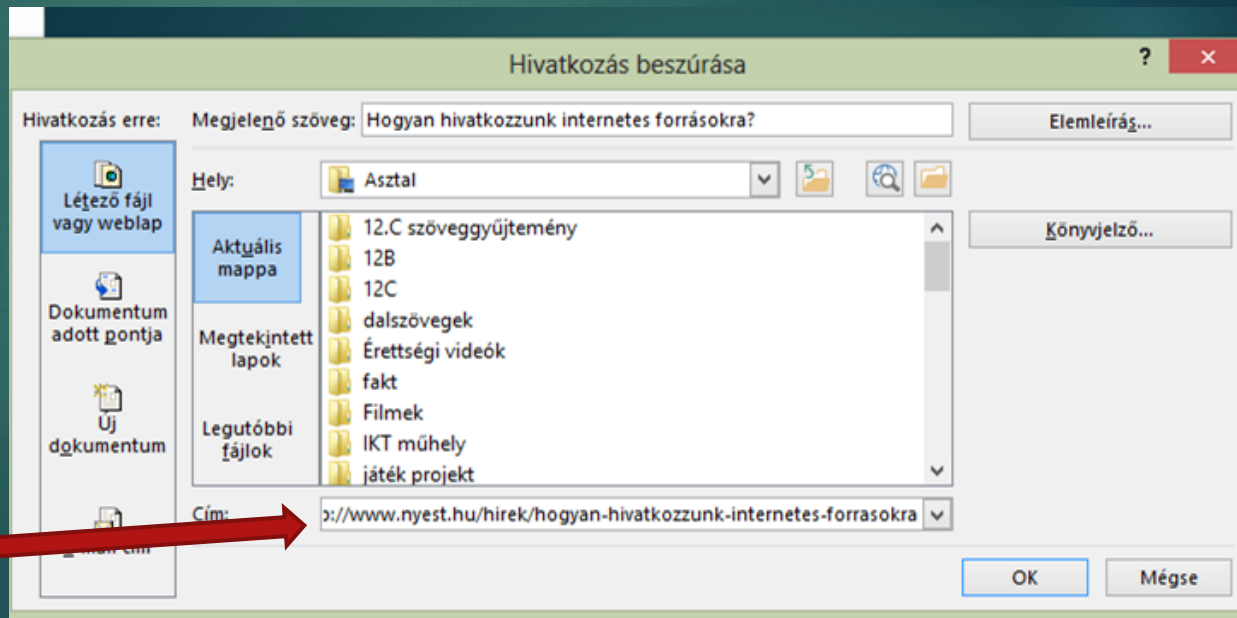 Hivatkozás beszúrása
?
Hivatkozás erre:
Megjelenő szöveg: Hogyan hivatkozzunk internetes forrásokra?
Elemleírás...
Létező fájl
vagy weblap
Dokumentum
adott pontja
Új
dokumentum
Hely: Asztal
Könyvjelző...
Aktuális
mappa
Megtekintett
lapok
Legutóbbi
fájlok
12.C szöveggyűjtemény
12B
12C
dalszövegek
Érettségi videók
fakt
Filmek
IKT műhely
játék projekt
Cím: ://www.nyest.hu/hirek/hogyan-hivatkozzunk-internetes-forrasokra
OK
Mégse